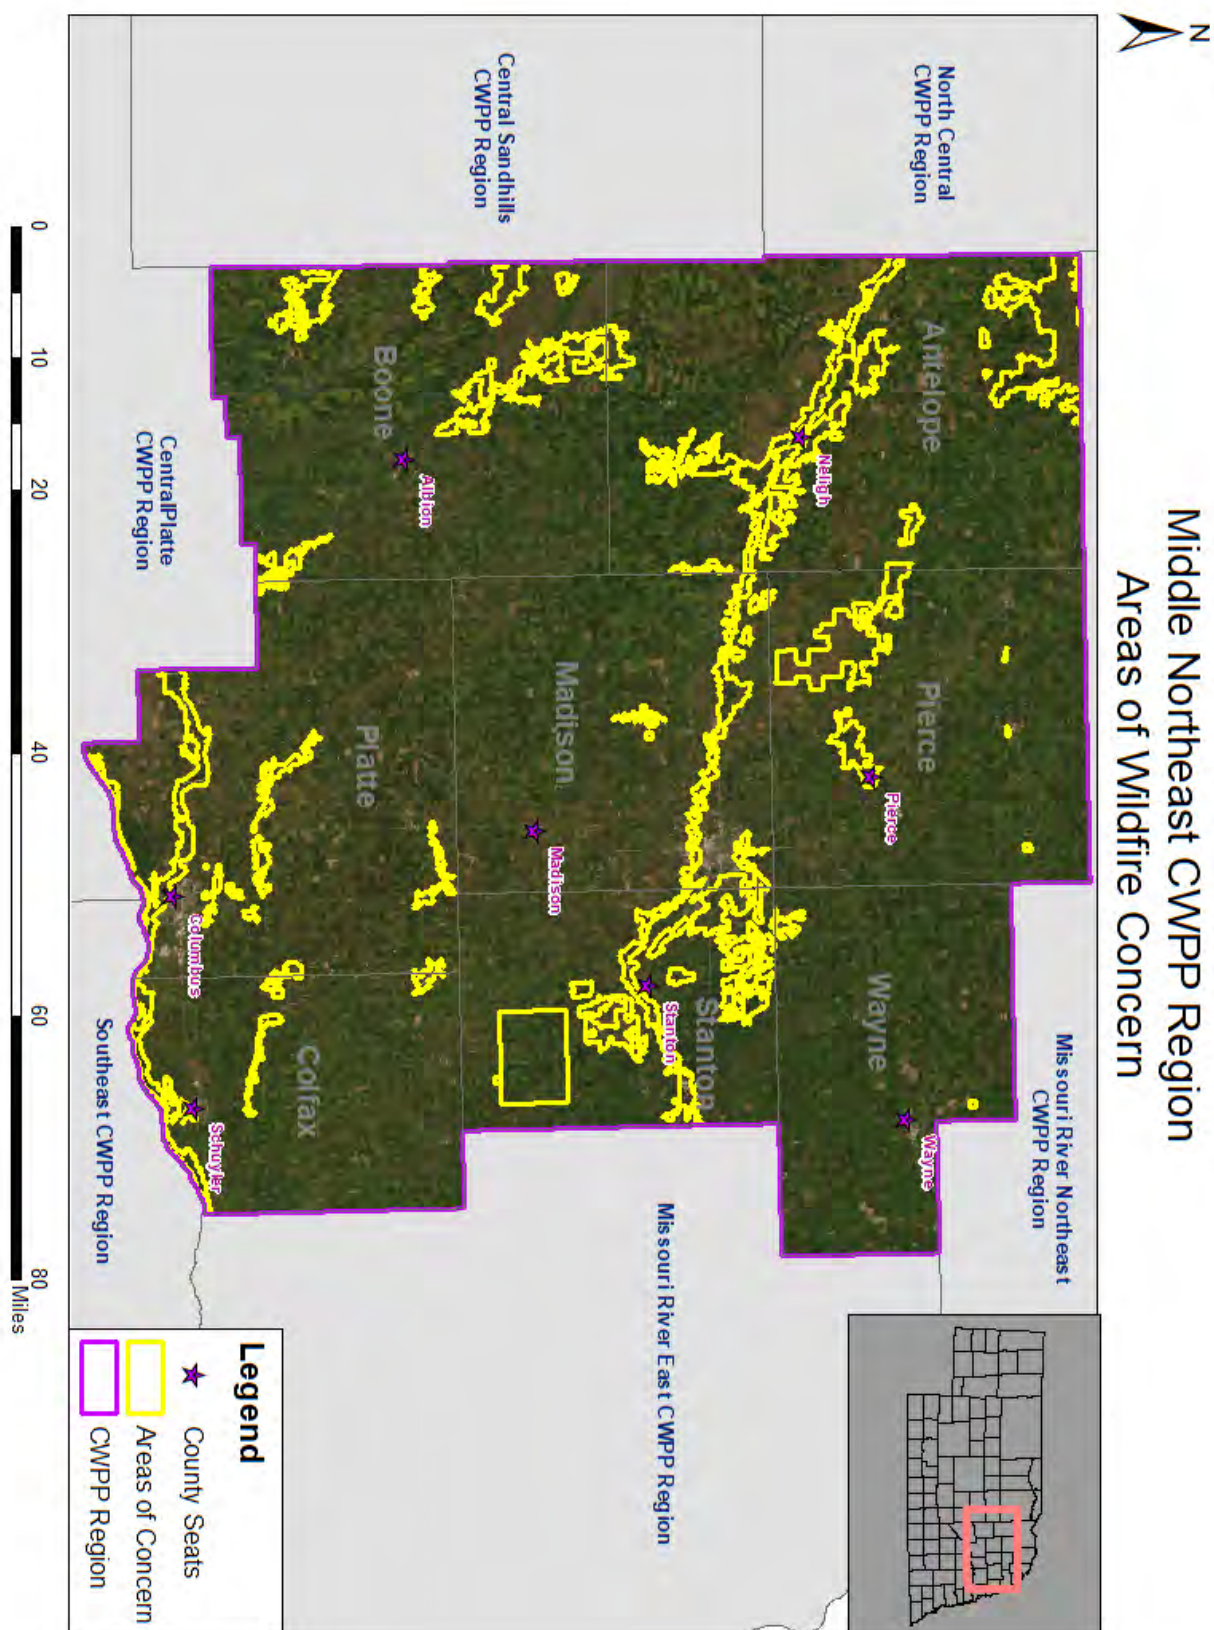 Middle Northeast CWPP Region
Areas of Wildfire Concern
N
North Central
CWPP Region
Missouri River Northeast
CWPP Region
Central Sandhills
CWPP Region
Antelope
Pierce
Wayne
Wayne
Pierce
Neligh
Stanton
Stanton
Madison
Madison
Boone
Albion
Platte
Colfax
Columbus
Schuyler
CentralPlatte
CWPP Region
Southeast CWPP Region
Missouri River East CWPP Region
Legend
County Seats
Areas of Concern
CWPP Region
0
10
20
40
60
80
Miles